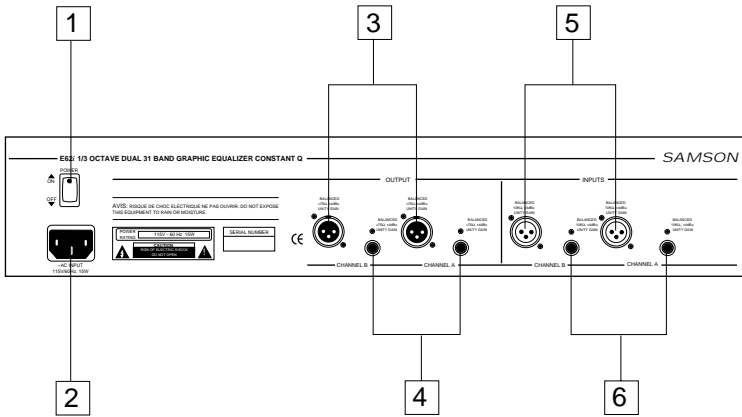 1
3
5
E62i 1/3 OCTAVE DUAL 31 BAND GRAPHIC EQUALIZER CONSTANT Q
SAMSON
POWER
ON
OFF
OUTPUT
INPUTS
AVIS: RISQUE DE CHOC ELECTRIQUE NE PAS OUVRIR. DO NOT EXPOSE
THIS EQUIPMENT TO RAIN OR MOISTURE.
POWER
RATING
115V - 60 Hz 15W
CAUTION
RISK OF ELECTRIC SHOCK
DO NOT OPEN
SERIAL NUMBER
CE
BALANCED
UNITY GAIN
BALANCED
UNITY GAIN
BALANCED
UNITY GAIN
BALANCED
UNITY GAIN
BALANCED
UNITY GAIN
BALANCED
UNITY GAIN
BALANCED
UNITY GAIN
BALANCED
UNITY GAIN
~AC INPUT
115V/60Hz, 15W
CHANNEL B
CHANNEL A
CHANNEL B
CHANNEL A
2
4
6